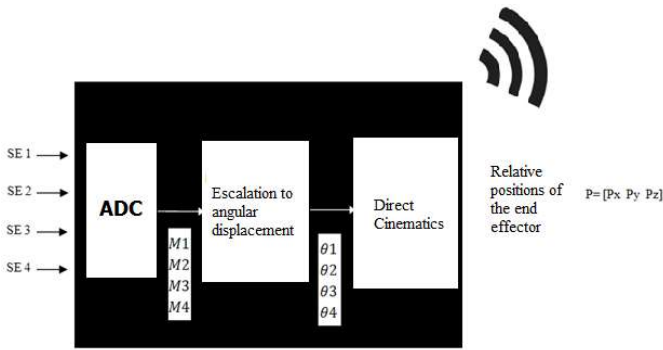 SE 1
SE 2
SE 3
SE 4
ADC
M1
M2
M3
M4
Escalation to
angular
displacement
θ1
θ2
θ3
θ4
Direct
Cinematics
Relative
positions of
the end
effector
P=[Px Py Pz]